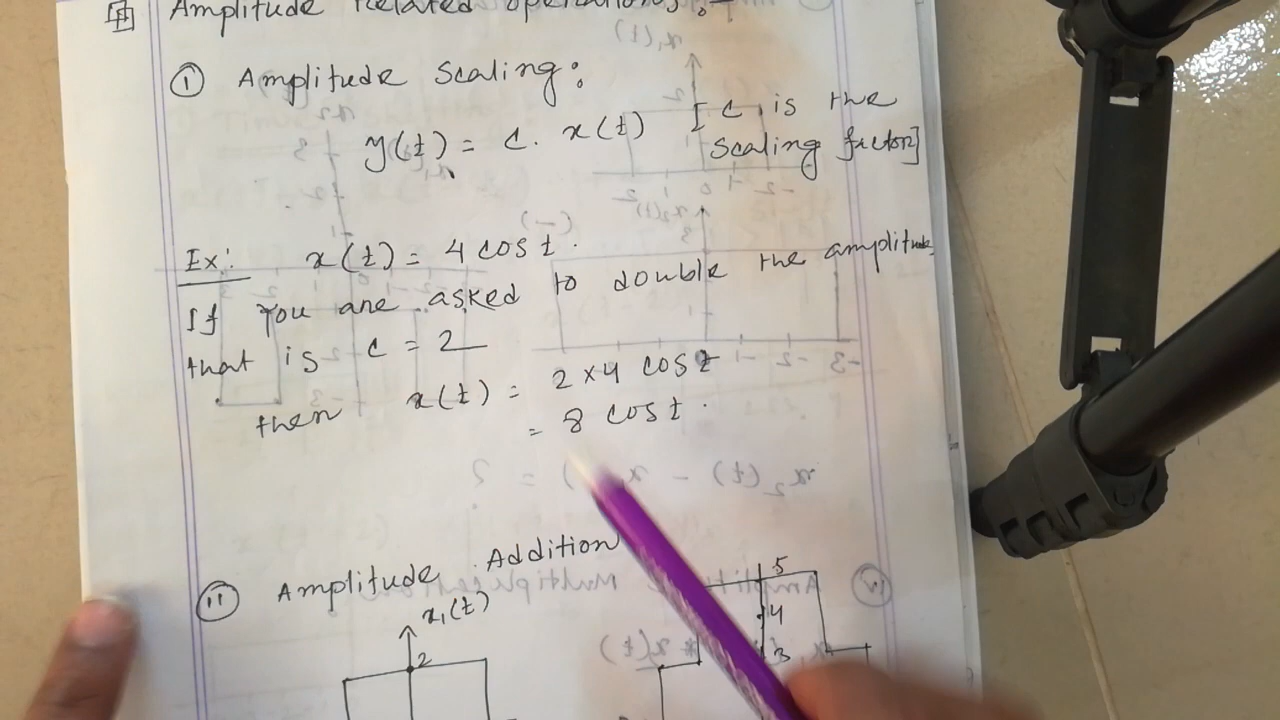 Amplitude Related operations:-
① Amplitude Scaling:
y(t) = c. x(t) [c is the
scaling factor]
Ex: x(t) = 4 cos t.
If you are asked to double the amplitude
that is c = 2
then x(t) = 2 × 4 cos t
= 8 cos t.
x₂(t) - x ) = ?
ⅱ Amplitude Addition
x₁(t)
2
5
4
3